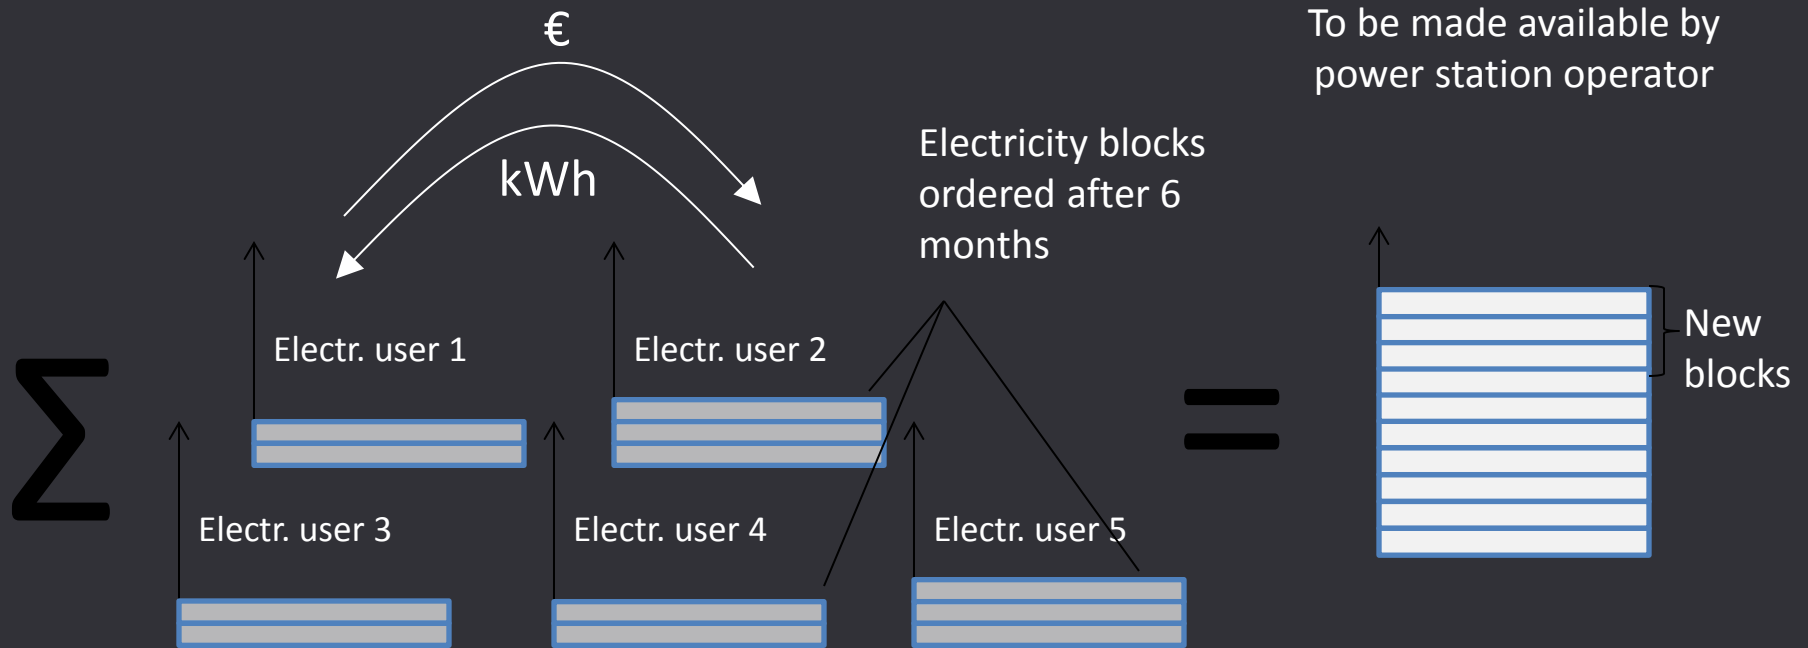 €
kWh
To be made available by
power station operator
Electricity blocks
ordered after 6
months
Electr. user 1
Electr. user 2
New
blocks
Σ
=
Electr. user 3
Electr. user 4
Electr. user 5